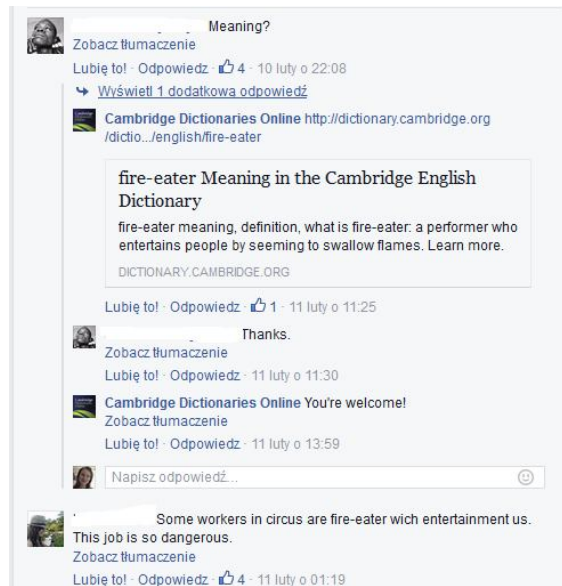 Meaning?
Zobacz tłumaczenie
Lubię to! · Odpowiedz · 4 · 10 luty o 22:08
Wyświetl 1 dodatkowa odpowiedź
Cambridge Dictionaries Online http://dictionary.cambridge.org
/dictio.../english/fire-eater
fire-eater Meaning in the Cambridge English
Dictionary
fire-eater meaning, definition, what is fire-eater: a performer who
entertains people by seeming to swallow flames. Learn more.
DICTIONARY.CAMBRIDGE.ORG
Lubię to! · Odpowiedz · 1 · 11 luty o 11:25
Thanks.
Zobacz tłumaczenie
Lubię to! · Odpowiedz · 11 luty o 11:30
Cambridge Dictionaries Online You're welcome!
Zobacz tłumaczenie
Lubię to! · Odpowiedz · 11 luty o 13:59
Napisz odpowiedź...
Some workers in circus are fire-eater wich entertainment us.
This job is so dangerous.
Zobacz tłumaczenie
Lubię to! · Odpowiedz · 4 · 11 luty o 01:19